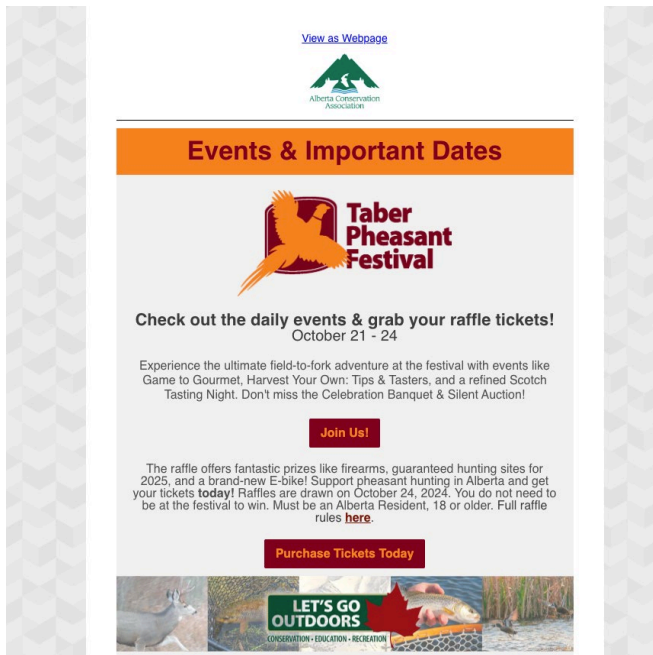 View as Webpage
Alberta Conservation
Association
Events & Important Dates
Taber
Pheasant
Festival
Check out the daily events & grab your raffle tickets!
October 21 - 24
Experience the ultimate field-to-fork adventure at the festival with events like
Game to Gourmet, Harvest Your Own: Tips & Tasters, and a refined Scotch
Tasting Night. Don't miss the Celebration Banquet & Silent Auction!
Join Us!
The raffle offers fantastic prizes like firearms, guaranteed hunting sites for
2025, and a brand-new E-bike! Support pheasant hunting in Alberta and get
your tickets today! Raffles are drawn on October 24, 2024. You do not need to
be at the festival to win. Must be an Alberta Resident, 18 or older. Full raffle
rules here.
Purchase Tickets Today
LET'S GO
OUTDOORS
CONSERVATION • EDUCATION • RECREATION